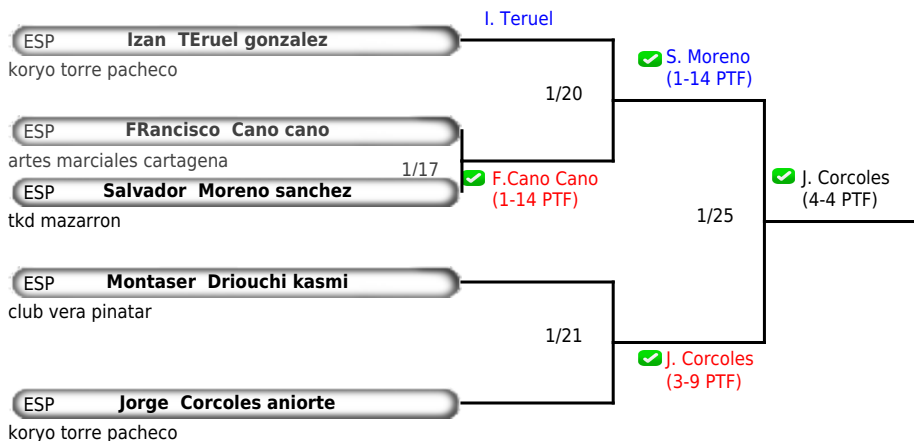 I. Teruel
ESP Izan TEruel gonzalez
koryo torre pacheco
S. Moreno
(1-14 PTF)
1/20
ESP FRancisco Cano cano
artes marciales cartagena
1/17
F.Cano Cano
(1-14 PTF)
ESP Salvador Moreno sanchez
tkd mazarron
J. Corcoles
(4-4 PTF)
1/25
ESP Montaser Driouchi kasmi
club vera pinatar
1/21
J. Corcoles
(3-9 PTF)
ESP Jorge Corcoles aniorte
koryo torre pacheco